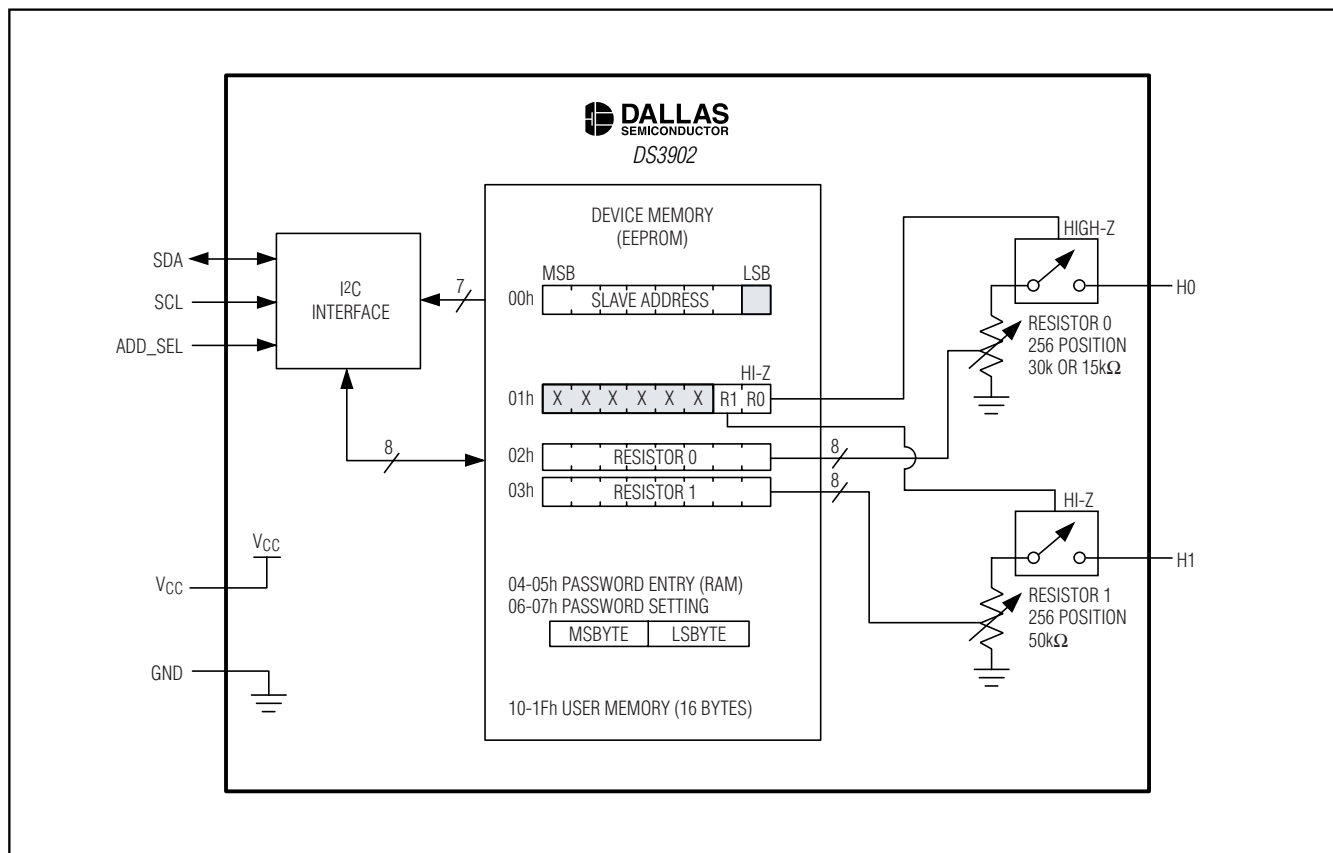 DALLAS
SEMICONDUCTOR
DS3902
DEVICE MEMORY
(EEPROM)
MSB
LSB
00h
SLAVE ADDRESS
HI-Z
01h
X X X X X X R1 R0
02h
RESISTOR 0
03h
RESISTOR 1
04-05h PASSWORD ENTRY (RAM)
06-07h PASSWORD SETTING
MSBYTE
LSBYTE
10-1Fh USER MEMORY (16 BYTES)
SDA
SCL
ADD_SEL
I²C
INTERFACE
7
8
VCC
VCC
GND
8
8
HIGH-Z
H0
RESISTOR 0
256 POSITION
30k OR 15kΩ
HI-Z
H1
RESISTOR 1
256 POSITION
50kΩ